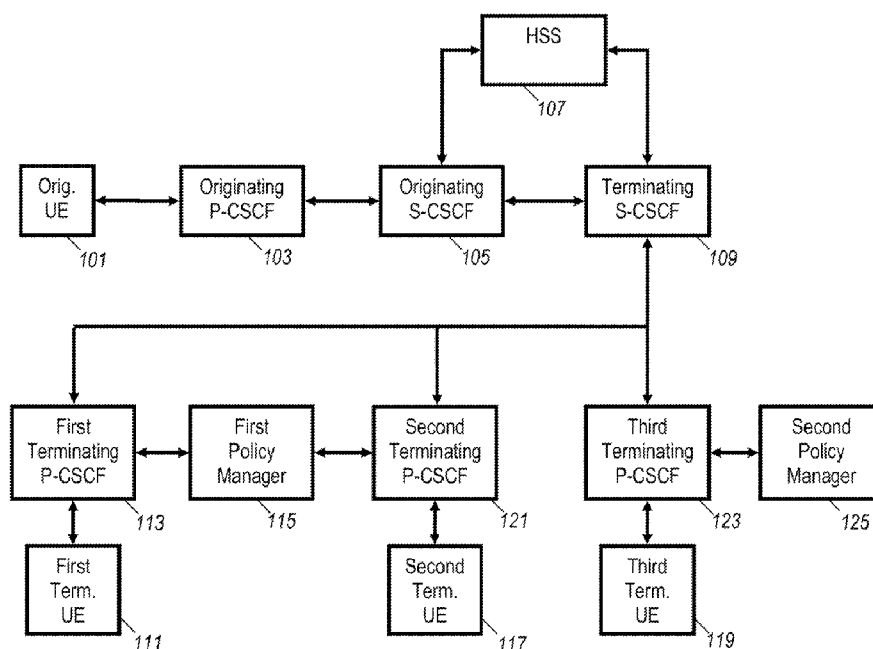 HSS
107
Orig.
UE
101
Originating
P-CSCF
103
Originating
S-CSCF
105
Terminating
S-CSCF
109
First
Terminating
P-CSCF
113
First
Policy
Manager
115
Second
Terminating
P-CSCF
121
Third
Terminating
P-CSCF
123
Second
Policy
Manager
125
First
Term.
UE
111
Second
Term.
UE
117
Third
Term.
UE
119